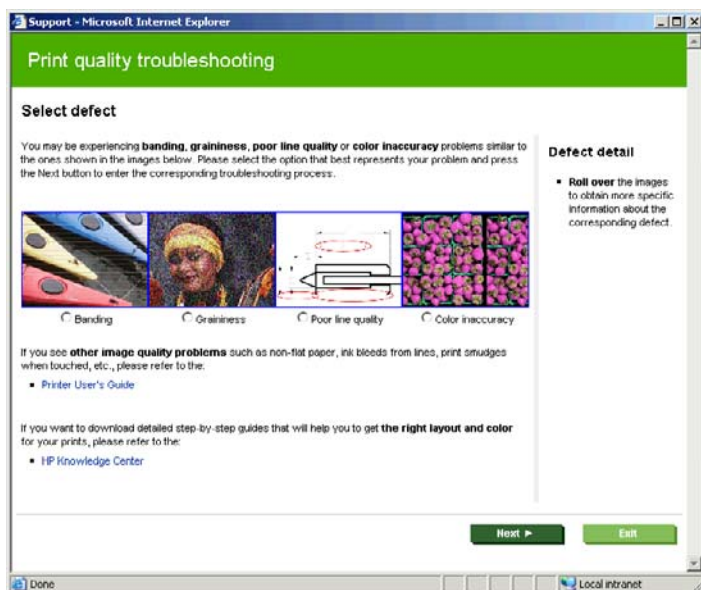 Support - Microsoft Internet Explorer
Print quality troubleshooting
Select defect
You may be experiencing banding, graininess, poor line quality or color inaccuracy problems similar to
the ones shown in the images below. Please select the option that best represents your problem and press
the Next button to enter the corresponding troubleshooting process.
Banding
Graininess
Poor line quality
Color inaccuracy
If you see other image quality problems such as non-flat paper, ink bleeds from lines, print smudges
when touched, etc., please refer to the:
▪ Printer User's Guide
If you want to download detailed step-by-step guides that will help you to get the right layout and color
for your prints, please refer to the:
▪ HP Knowledge Center
Defect detail
▪ Roll over the images
to obtain more specific
information about the
corresponding defect.
Next ►
Exit
Done
Local intranet